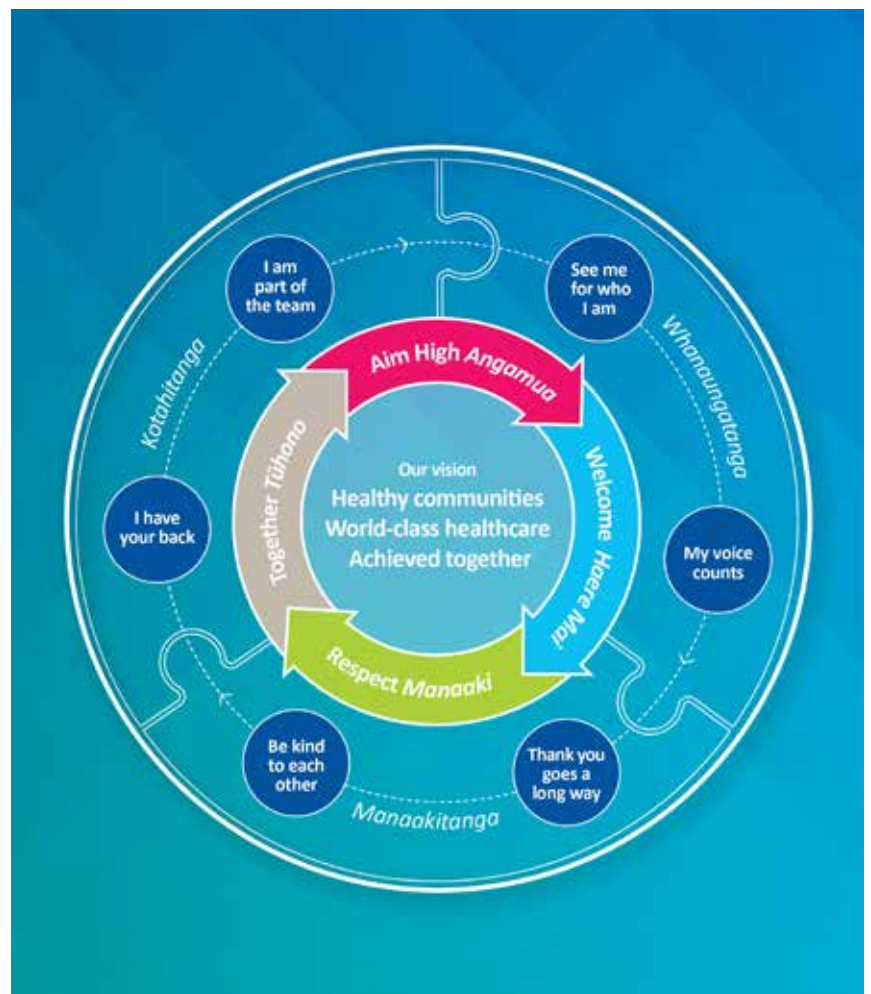 I am
part of
the team
See me
for who
I am
Whanaungatanga
My voice
counts
Thank you
goes a
long way
Manaakitanga
Be kind
to each
other
I have
your back
Kotahitanga
Aim High Angamua
Welcome Haere Mai
Respect Manaaki
Together Tūhono
Our vision
Healthy communities
World-class healthcare
Achieved together